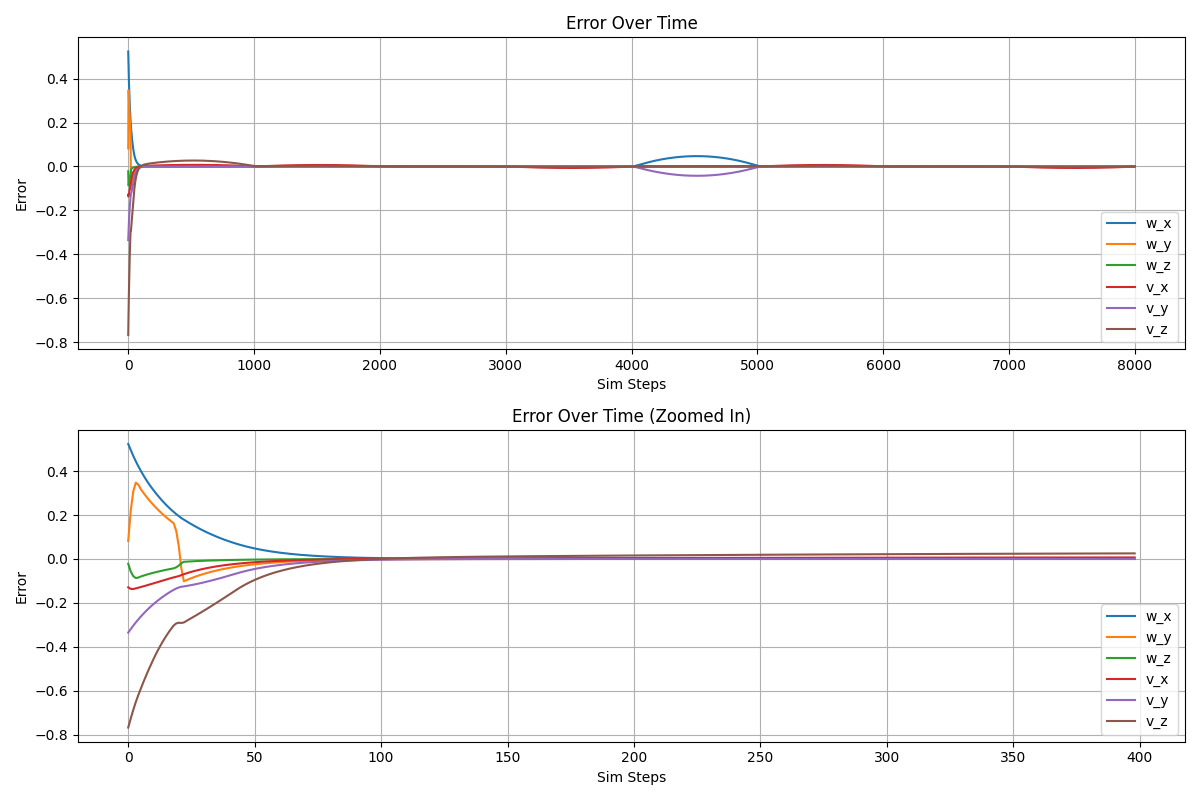 Error Over Time
0.4
0.2
0.0
−0.2
−0.4
−0.6
−0.8
Error
0 1000 2000 3000 4000 5000 6000 7000 8000
Sim Steps
w_x
w_y
w_z
v_x
v_y
v_z
Error Over Time (Zoomed In)
0.4
0.2
0.0
−0.2
−0.4
−0.6
−0.8
Error
0 50 100 150 200 250 300 350 400
Sim Steps
w_x
w_y
w_z
v_x
v_y
v_z